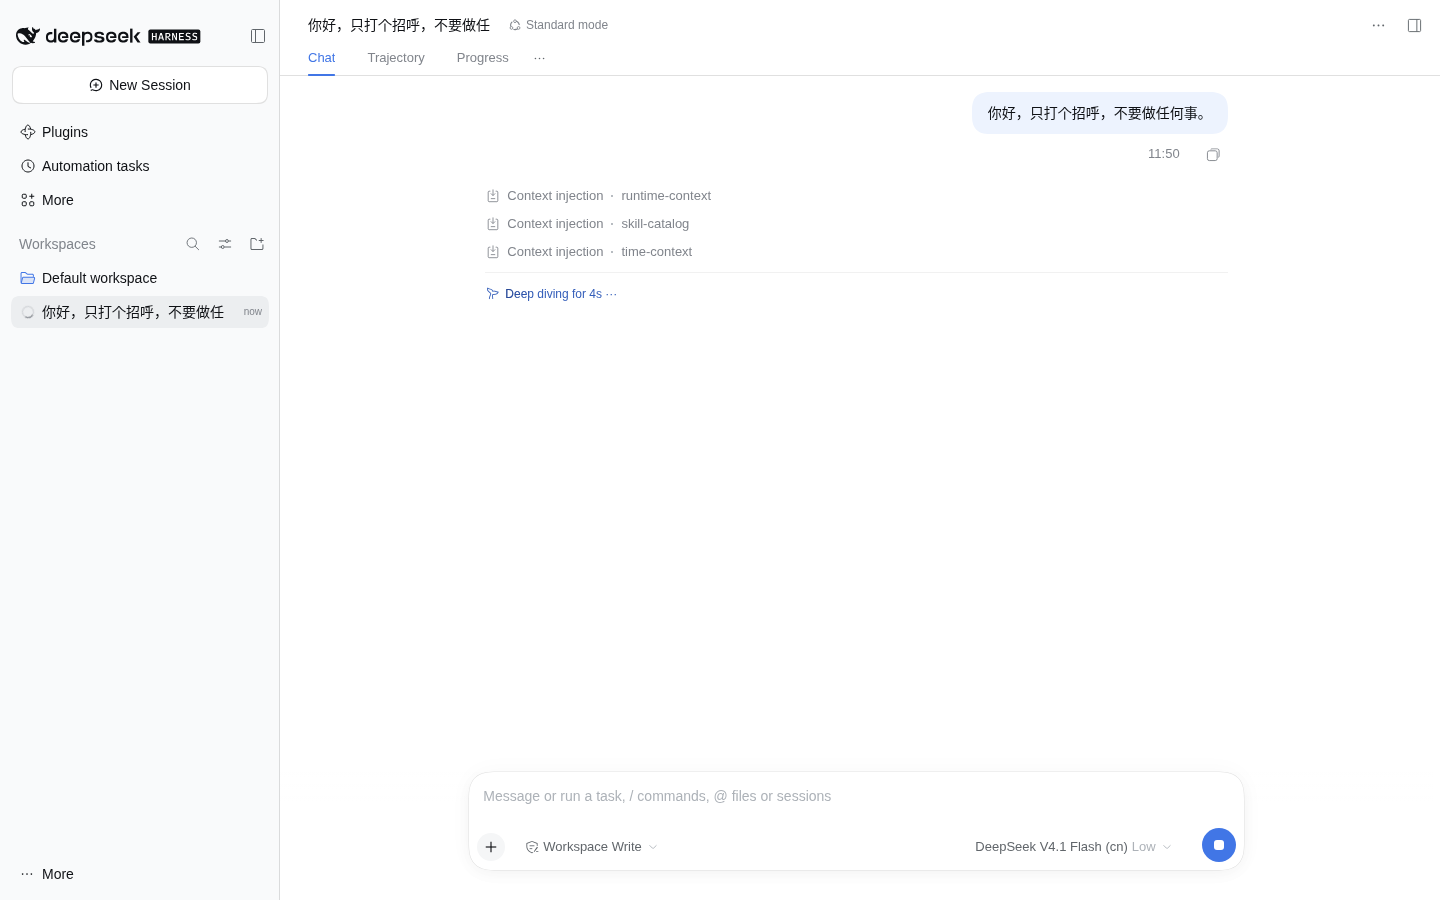 deepseek HARNESS
New Session
Plugins
Automation tasks
More
Workspaces
Default workspace
你好，只打个招呼，不要做任 now
More
你好，只打个招呼，不要做任 Standard mode
Chat Trajectory Progress ···
你好，只打个招呼，不要做任何事。
11:50
Context injection · runtime-context
Context injection · skill-catalog
Context injection · time-context
Deep diving for 4s ···
Message or run a task, / commands, @ files or sessions
Workspace Write DeepSeek V4.1 Flash (cn) Low